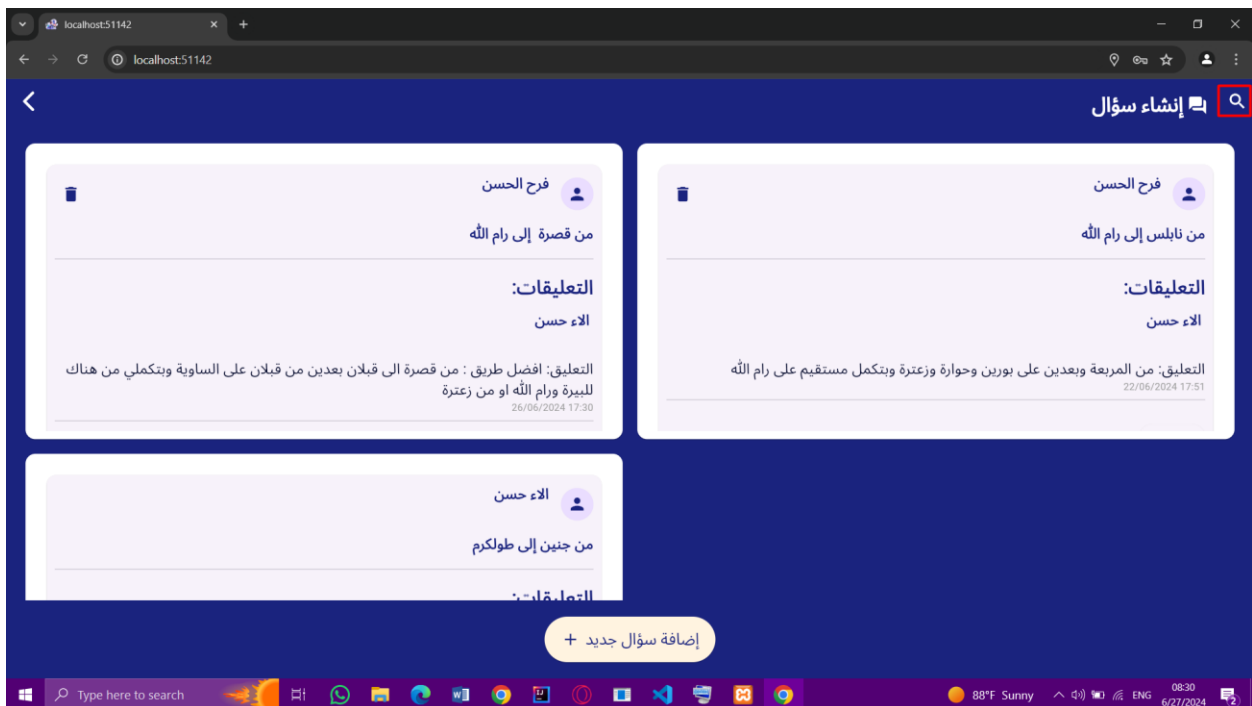 localhost:51142
localhost:51142
إنشاء سؤال
فرح الحسن
من نابلس إلى رام الله
التعليقات:
الاء حسن
التعليق: من المربعة وبعدين على بورين وحوارة وزعترة وبتكمل مستقيم على رام الله
22/06/2024 17:51
فرح الحسن
من قصرة إلى رام الله
التعليقات:
الاء حسن
التعليق: افضل طريق : من قصرة الى قبلان بعدين من قبلان على الساوية وبتكملي من هناك
للبيرة ورام الله او من زعترة
26/06/2024 17:30
الاء حسن
من جنين إلى طولكرم
التعليقات:
إضافة سؤال جديد +
Type here to search
88°F Sunny
ENG
08:30
6/27/2024
2